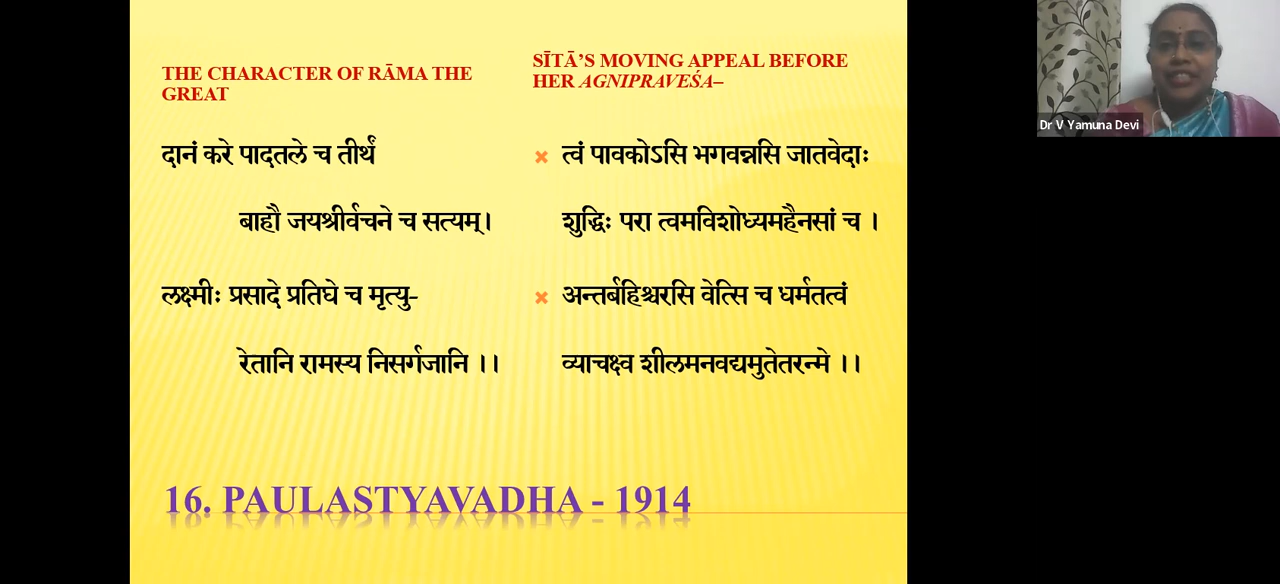 THE CHARACTER OF RĀMA THE
GREAT
दानं करे पादतले च तीर्थं
बाहौ जयश्रीर्वचने च सत्यम्।
लक्ष्मीः प्रसादे प्रतिघे च मृत्यु-
रेतानि रामस्य निसर्गजानि ।।
SĪTĀ’S MOVING APPEAL BEFORE
HER AGNIPRAVEŚA–
त्वं पावकोऽसि भगवन्नसि जातवेदाः
शुद्धिः परा त्वमविशोध्यमहैनसां च ।
अन्तर्बहिश्चरसि वेत्सि च धर्मतत्वं
व्याचक्ष्व शीलमनवद्यमुतेतरन्मे ।।
16. PAULASTYAVADHA - 1914
Dr V Yamuna Devi